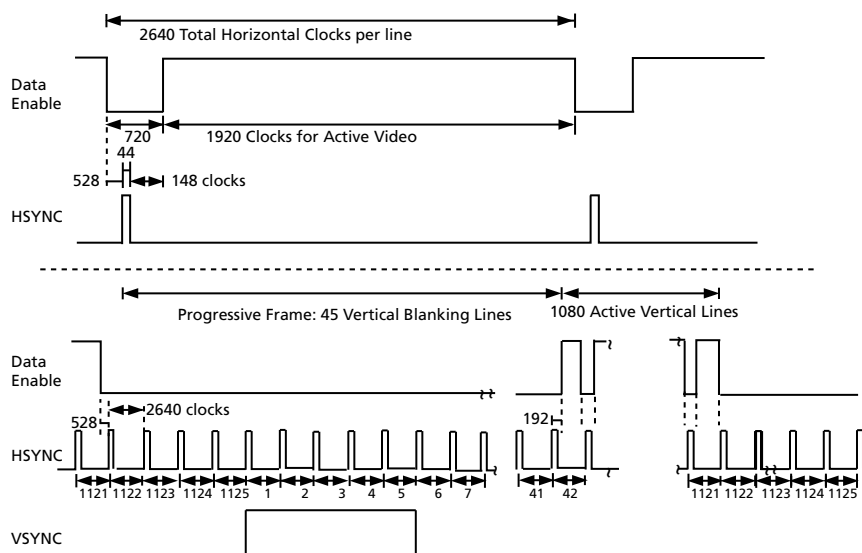 2640 Total Horizontal Clocks per line
Data
Enable
720
1920 Clocks for Active Video
44
528
148 clocks
HSYNC
Progressive Frame: 45 Vertical Blanking Lines
1080 Active Vertical Lines
Data
Enable
528
2640 clocks
192
HSYNC
1121 1122 1123 1124 1125 1 2 3 4 5 6 7 41 42 1121 1122 1123 1124 1125
VSYNC